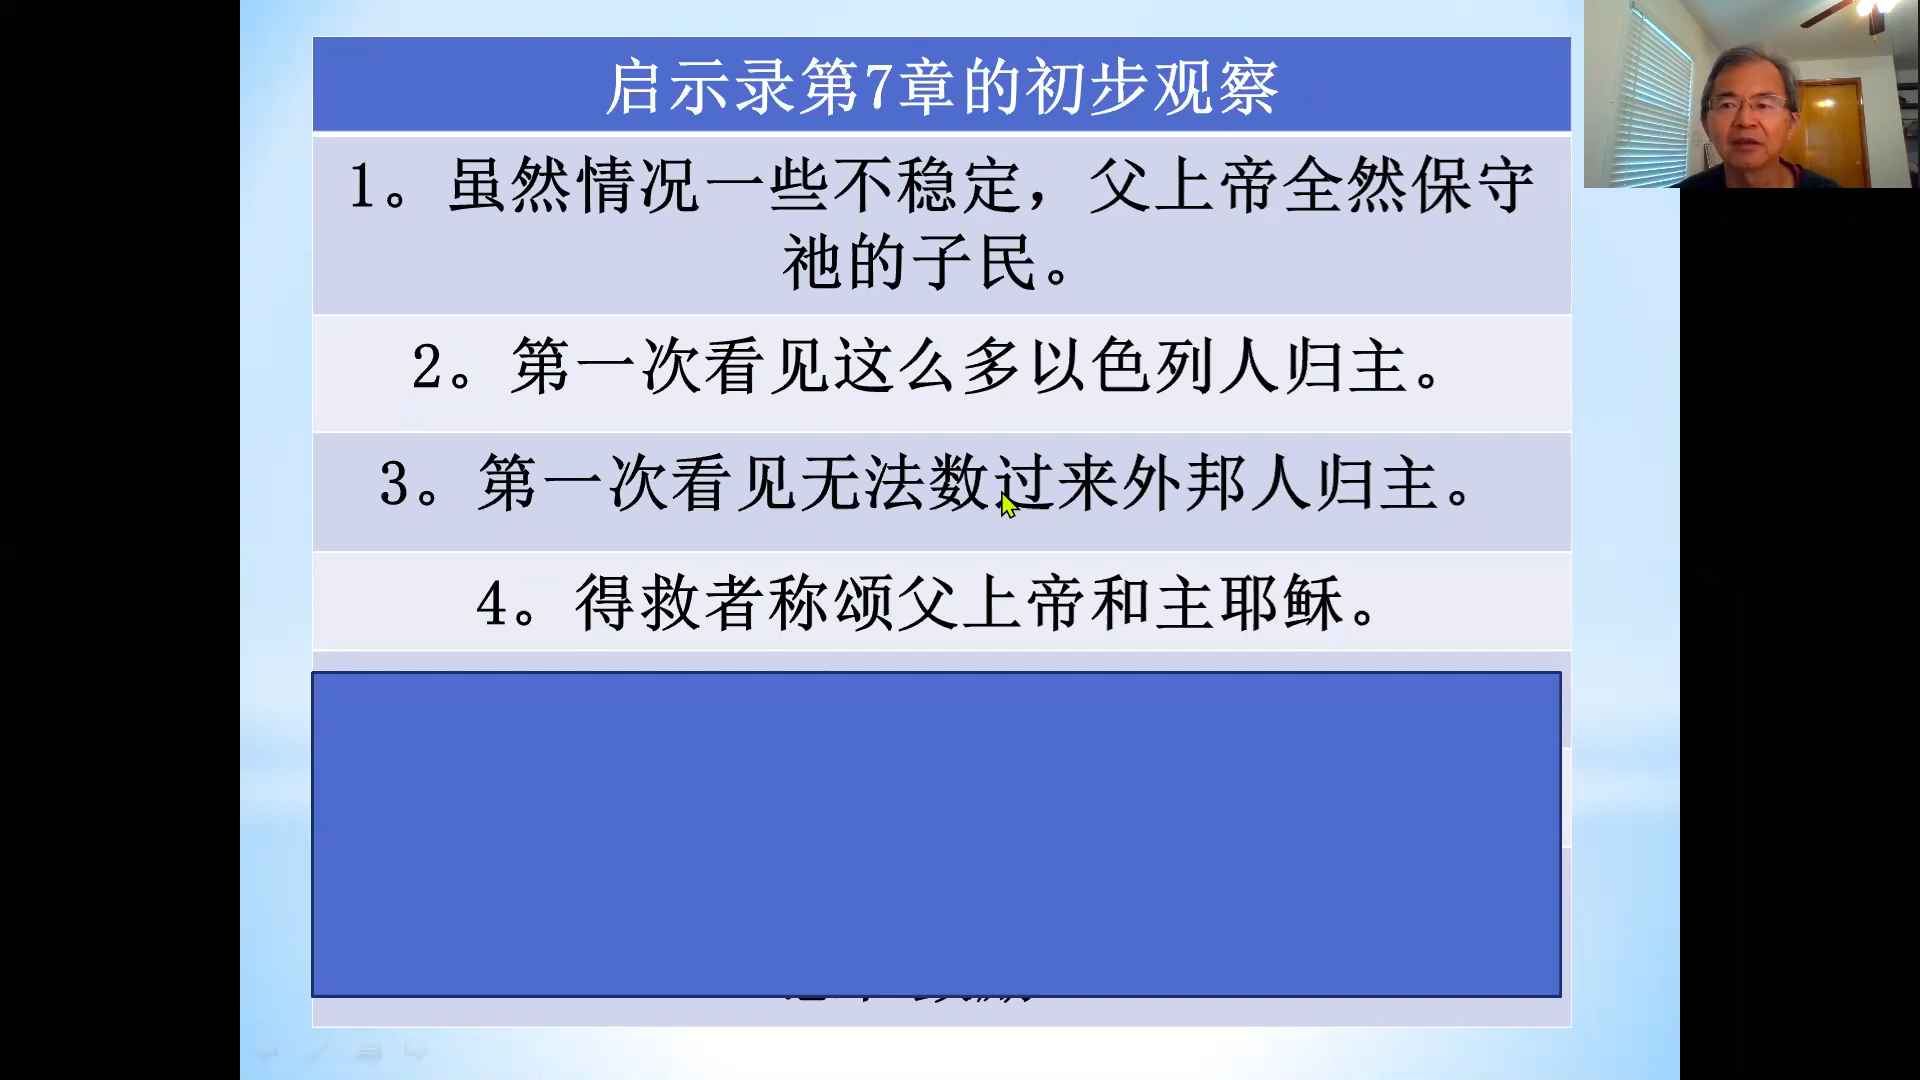 启示录第7章的初步观察
1。虽然情况一些不稳定，父上帝全然保守
祂的子民。
2。第一次看见这么多以色列人归主。
3。第一次看见无法数过来外邦人归主。
4。得救者称颂父上帝和主耶稣。